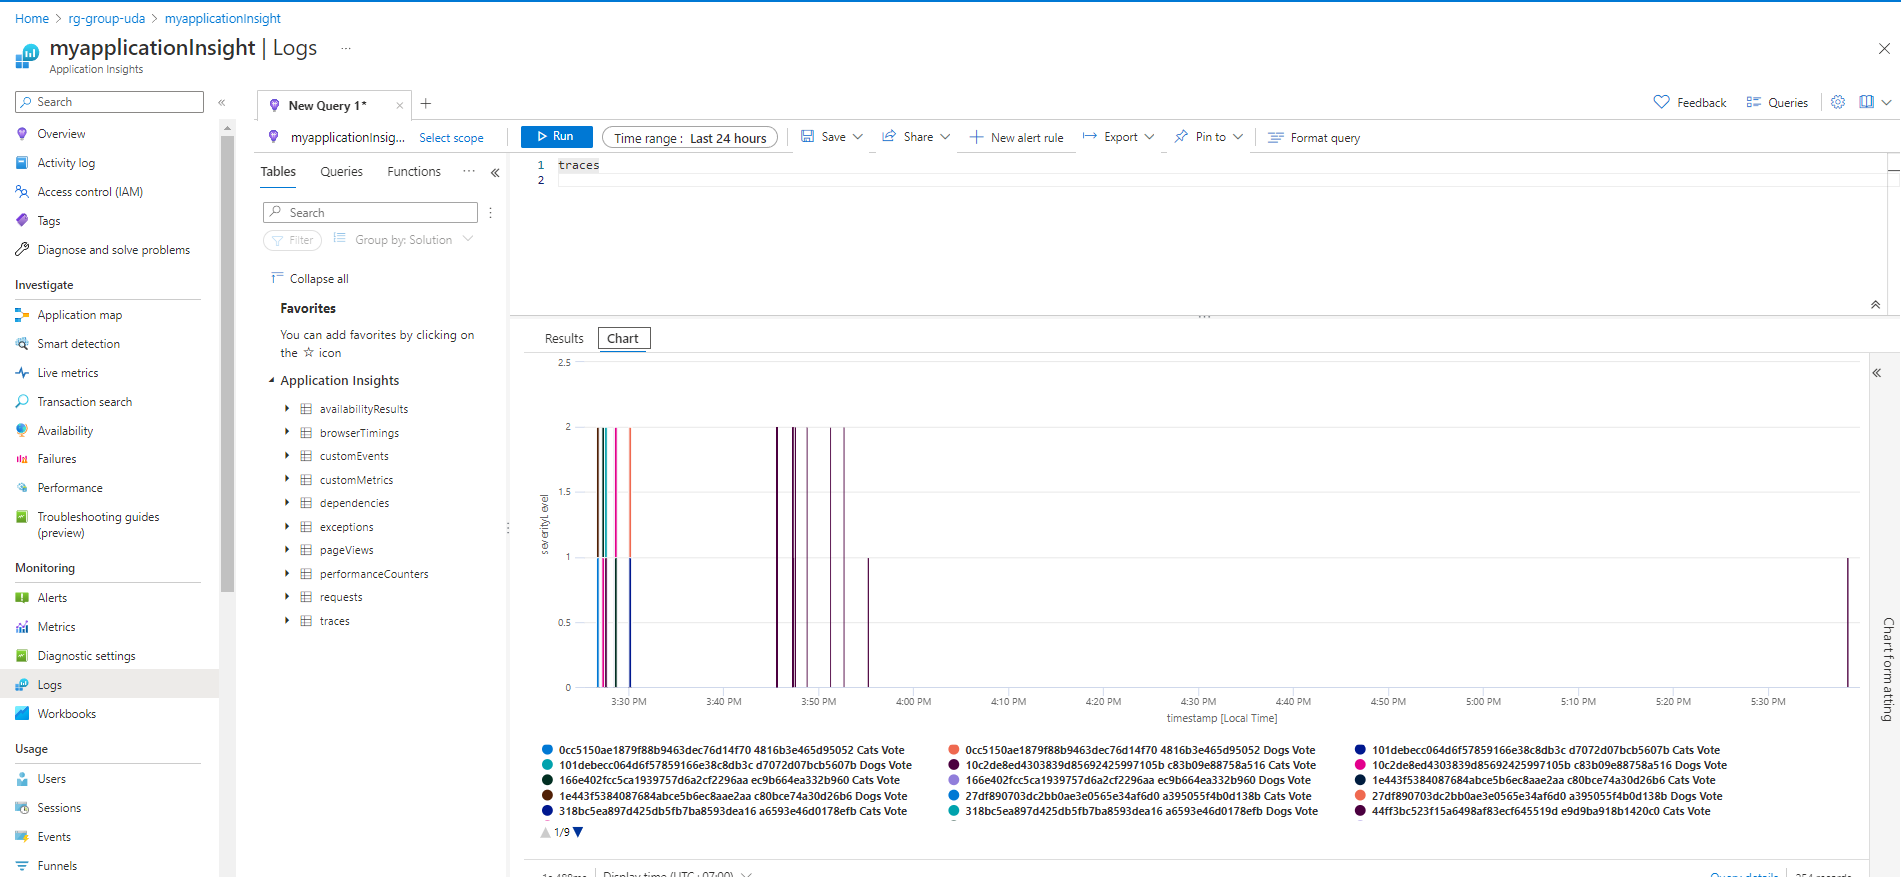 Home > rg-group-uda > myapplicationInsight
myapplicationInsight | Logs ...
Application Insights
Search
Overview
Activity log
Access control (IAM)
Tags
Diagnose and solve problems
Investigate
Application map
Smart detection
Live metrics
Transaction search
Availability
Failures
Performance
Troubleshooting guides
(preview)
Monitoring
Alerts
Metrics
Diagnostic settings
Logs
Workbooks
Usage
Users
Sessions
Events
Funnels
New Query 1*
Feedback
Queries
myapplicationInsig...
Select scope
Run
Time range : Last 24 hours
Save
Share
New alert rule
Export
Pin to
Format query
Tables
Queries
Functions
...
Search
Filter
Group by: Solution
Collapse all
Favorites
You can add favorites by clicking on
the ☆ icon
Application Insights
availabilityResults
browserTimings
customEvents
customMetrics
dependencies
exceptions
pageViews
performanceCounters
requests
traces
1 traces
2
Results
Chart
2.5
2
1.5
1
0.5
0
severityLevel
3:30 PM 3:40 PM 3:50 PM 4:00 PM 4:10 PM 4:20 PM 4:30 PM 4:40 PM 4:50 PM 5:00 PM 5:10 PM 5:20 PM 5:30 PM
timestamp [Local Time]
0cc5150ae1879f88b9463dec76d14f70 4816b3e465d95052 Cats Vote
0cc5150ae1879f88b9463dec76d14f70 4816b3e465d95052 Dogs Vote
101debecc064d6f57859166e38c8db3c d7072d07bcb5607b Cats Vote
101debecc064d6f57859166e38c8db3c d7072d07bcb5607b Dogs Vote
10c2de8ed4303839d85692425997105b c83b09e88758a516 Cats Vote
10c2de8ed4303839d85692425997105b c83b09e88758a516 Dogs Vote
166e402fcc5ca1939757d6a2cf2296aa ec9b664ea332b960 Cats Vote
166e402fcc5ca1939757d6a2cf2296aa ec9b664ea332b960 Dogs Vote
1e443f5384087684abce5b6ec8aae2aa c80bce74a30d26b6 Cats Vote
1e443f5384087684abce5b6ec8aae2aa c80bce74a30d26b6 Dogs Vote
27df890703dc2bb0ae3e0565e34af6d0 a395055f4b0d138b Cats Vote
27df890703dc2bb0ae3e0565e34af6d0 a395055f4b0d138b Dogs Vote
318bc5ea897d425db5fb7ba8593dea16 a6593e46d0178efb Cats Vote
318bc5ea897d425db5fb7ba8593dea16 a6593e46d0178efb Dogs Vote
44ff3bc523f15a6498af83ecf645519d e9d9ba918b1420c0 Cats Vote
1/9
Chart formatting
Display time (UTC+07:00)
Query details